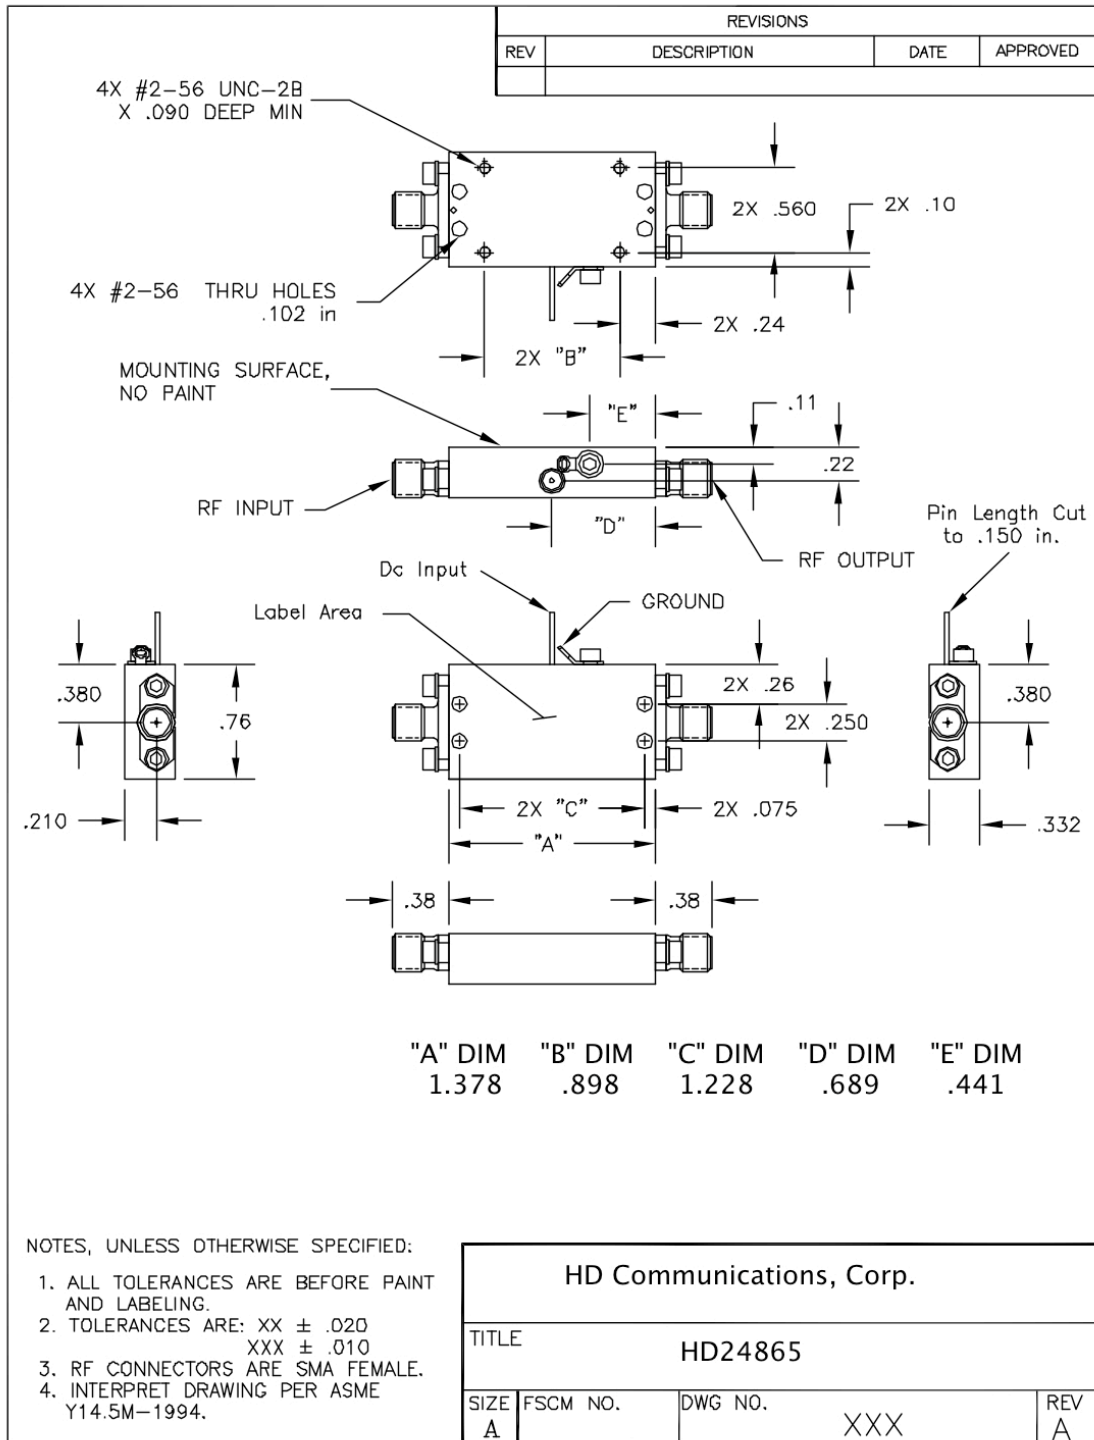 REVISIONS
REV DESCRIPTION DATE APPROVED
4X #2-56 UNC-2B
X .090 DEEP MIN
2X .560
2X .10
4X #2-56 THRU HOLES
.102 in
2X .24
2X "B"
MOUNTING SURFACE,
NO PAINT
"E"
.11
.22
RF INPUT
"D"
RF OUTPUT
Pin Length Cut
to .150 in.
Dc Input
Label Area
GROUND
.380
.76
2X .26
2X .250
.380
.210
2X "C"
2X .075
"A"
.332
.38
.38
"A" DIM "B" DIM "C" DIM "D" DIM "E" DIM
1.378 .898 1.228 .689 .441
NOTES, UNLESS OTHERWISE SPECIFIED:
1. ALL TOLERANCES ARE BEFORE PAINT
AND LABELING.
2. TOLERANCES ARE: XX ± .020
XXX ± .010
3. RF CONNECTORS ARE SMA FEMALE.
4. INTERPRET DRAWING PER ASME
Y14.5M-1994.
HD Communications, Corp.
TITLE
HD24865
SIZE FSCM NO. DWG NO. REV
A XXX A